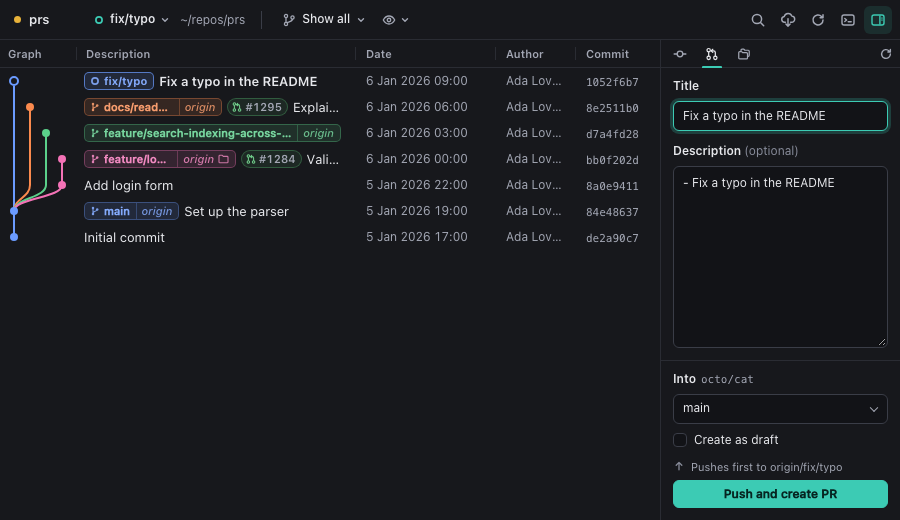 prs fix/typo ~/repos/prs Show all
Graph Description Date Author Commit
fix/typo Fix a typo in the README 6 Jan 2026 09:00 Ada Lov... 1052f6b7
docs/read... origin #1295 Explai... 6 Jan 2026 06:00 Ada Lov... 8e2511b0
feature/search-indexing-across-... origin 6 Jan 2026 03:00 Ada Lov... d7a4fd28
feature/lo... origin #1284 Vali... 6 Jan 2026 00:00 Ada Lov... bb0f202d
Add login form 5 Jan 2026 22:00 Ada Lov... 8a0e9411
main origin Set up the parser 5 Jan 2026 19:00 Ada Lov... 84e48637
Initial commit 5 Jan 2026 17:00 Ada Lov... de2a90c7
Title
Fix a typo in the README
Description (optional)
- Fix a typo in the README
Into octo/cat
main
Create as draft
Pushes first to origin/fix/typo
Push and create PR